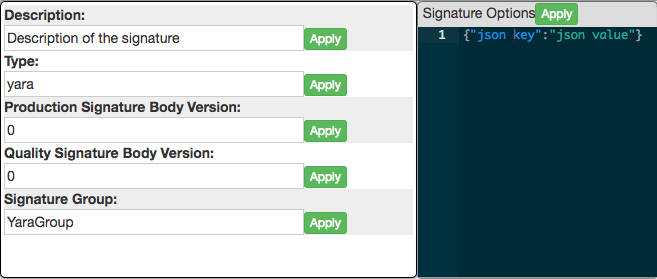 Description:
Description of the signature Apply
Type:
yara Apply
Production Signature Body Version:
0 Apply
Quality Signature Body Version:
0 Apply
Signature Group:
YaraGroup Apply
Signature Options Apply
1 {"json key":"json value"}